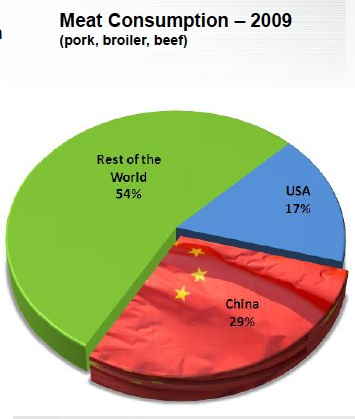 Meat Consumption – 2009
(pork, broiler, beef)
Rest of the
World
54%
USA
17%
China
29%